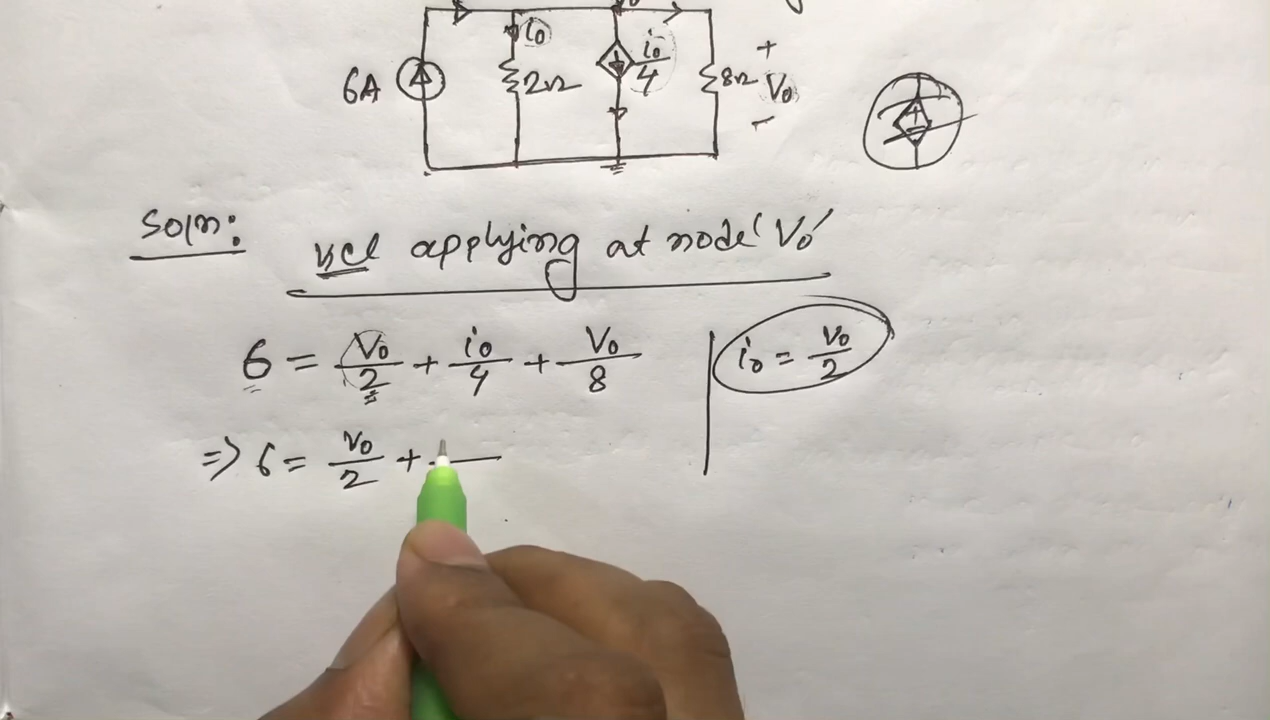 i₀
6A 2Ω i₀/4 8Ω + V₀ −
Soln:
KCL applying at node 'V₀'
6 = V₀/2 + i₀/4 + V₀/8
i₀ = V₀/2
=> 6 = V₀/2 +